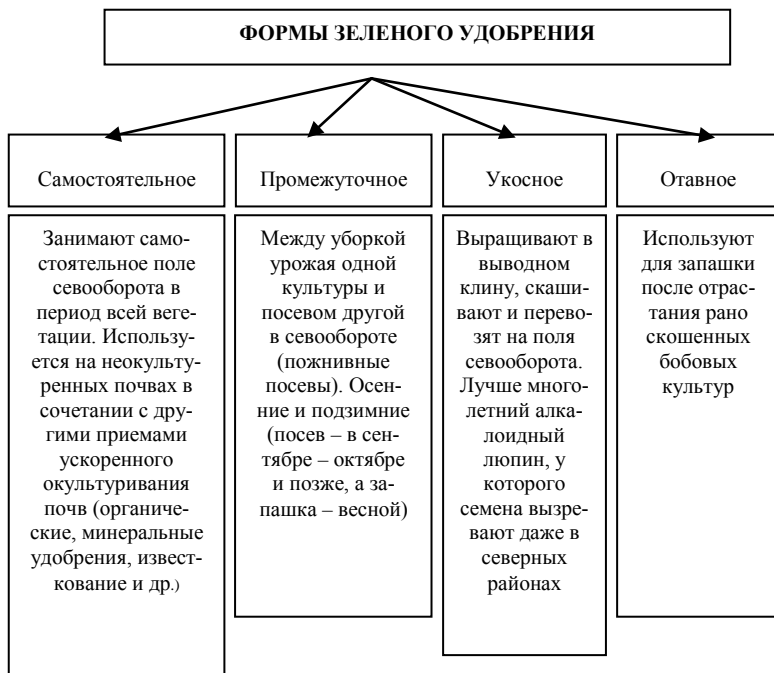 ФОРМЫ ЗЕЛЕНОГО УДОБРЕНИЯ
Самостоятельное
Промежуточное
Укосное
Отавное
Занимают само-
стоятельное поле
севооборота в
период всей веге-
тации. Использу-
ется на неокульту-
ренных почвах в
сочетании с дру-
гими приемами
ускоренного
окультуривания
почв (органиче-
ские, минеральные
удобрения, извест-
кование и др.)
Между уборкой
урожая одной
культуры и
посевом другой
в севообороте
(пожнивные
посевы). Осен-
ние и подзимние
(посев – в сен-
тябре – октябре
и позже, а за-
пашка – весной)
Выращивают в
выводном
клину, скаши-
вают и перево-
зят на поля
севооборота.
Лучше много-
летний алка-
лоидный
люпин, у
которого
семена вызре-
вают даже в
северных
районах
Используют
для запашки
после отрас-
тания рано
скошенных
бобовых
культур